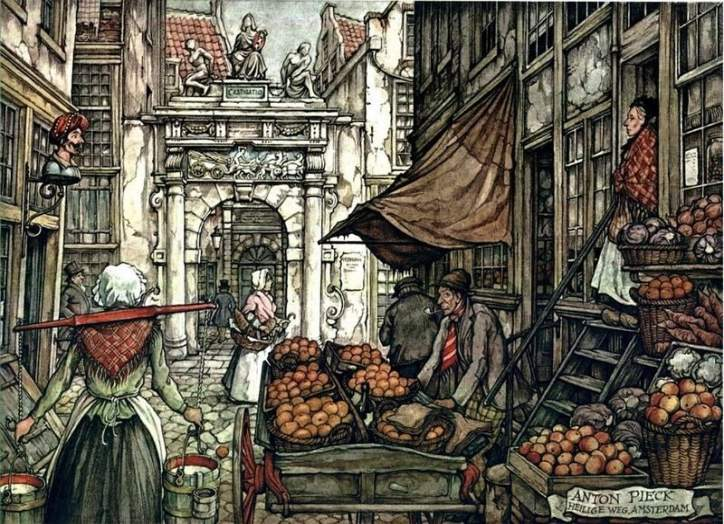 CASTIGATIO
ANTON PIECK
HEILIGE WEG, AMSTERDAM